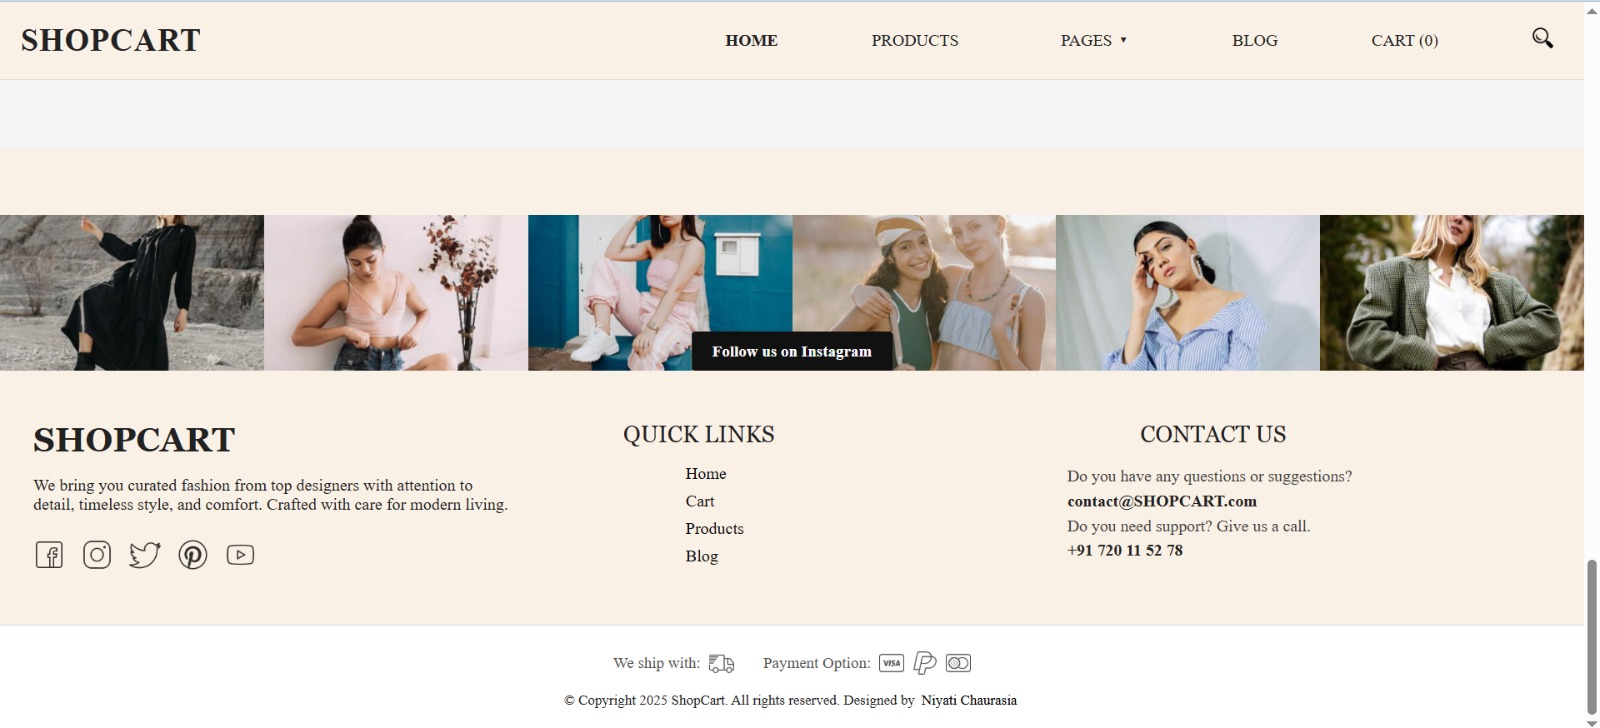 SHOPCART
HOME
PRODUCTS
PAGES ▼
BLOG
CART (0)
Follow us on Instagram
SHOPCART
We bring you curated fashion from top designers with attention to
detail, timeless style, and comfort. Crafted with care for modern living.
QUICK LINKS
Home
Cart
Products
Blog
CONTACT US
Do you have any questions or suggestions?
contact@SHOPCART.com
Do you need support? Give us a call.
+91 720 11 52 78
We ship with:
Payment Option: VISA
© Copyright 2025 ShopCart. All rights reserved. Designed by Niyati Chaurasia